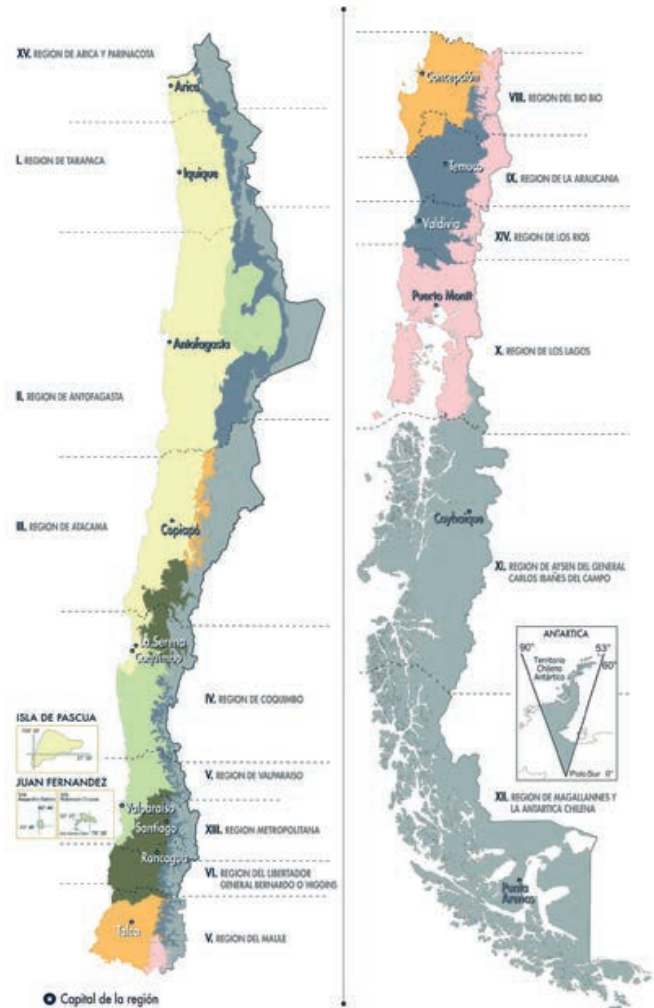 XV. REGION DE ARICA Y PARINACOTA
Arica
I. REGION DE TARAPACA
Iquique
Antofagasta
II. REGION DE ANTOFAGASTA
III. REGION DE ATACAMA
Copiapó
La Serena
Coquimbo
IV. REGION DE COQUIMBO
ISLA DE PASCUA
V. REGION DE VALPARAISO
JUAN FERNANDEZ
Valparaíso
Santiago
XIII. REGION METROPOLITANA
Rancagua
VI. REGION DEL LIBERTADOR
GENERAL BERNARDO O HIGGINS
Talca
V. REGION DEL MAULE
Capital de la región
Concepción
VIII. REGION DEL BIO BIO
Temuco
IX. REGION DE LA ARAUCANIA
Valdivia
XIV. REGION DE LOS RIOS
Puerto Montt
X. REGION DE LOS LAGOS
Coyhaique
XI. REGION DE AYSEN DEL GENERAL
CARLOS IBAÑES DEL CAMPO
ANTARTICA
90° 53°
Territorio
Chileno
Antártico
60°
Polo Sur 0°
XII. REGION DE MAGALLANNES Y
LA ANTARTICA CHILENA
Punta
Arenas